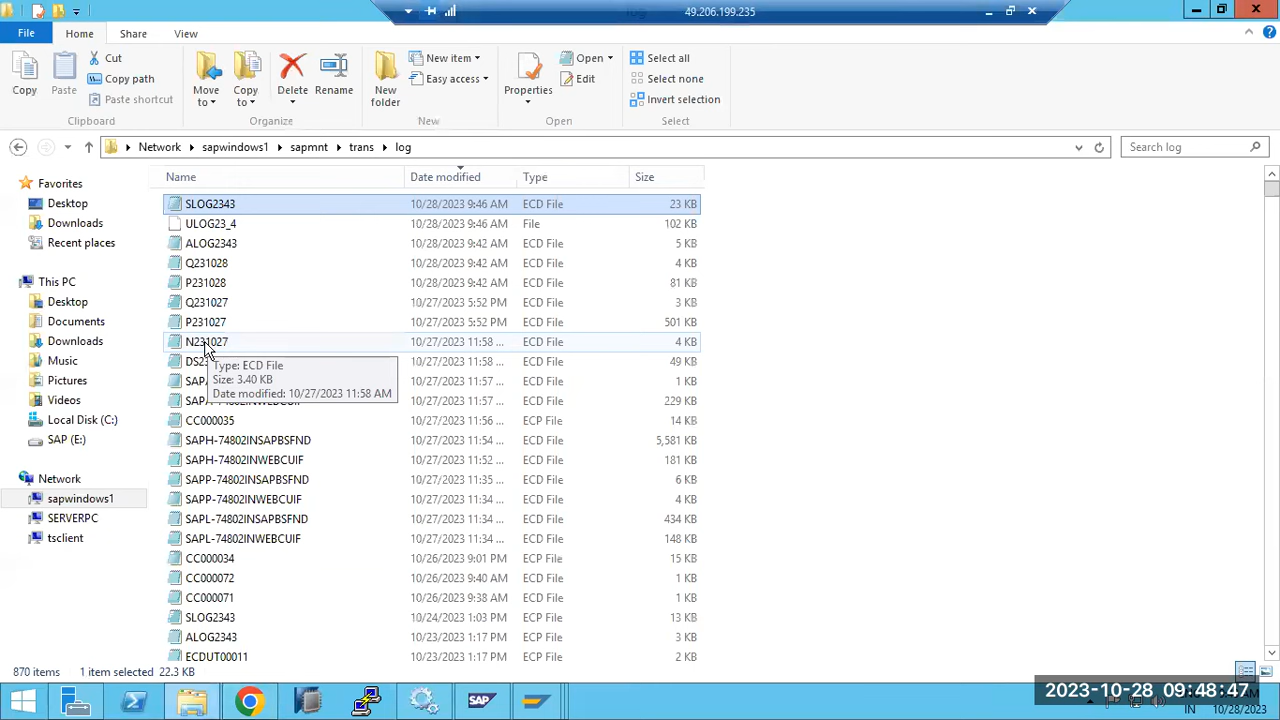 49.206.199.235
File Home Share View
Copy
Paste
Cut
Copy path
Paste shortcut
Clipboard
Move to
Copy to
Delete
Rename
Organize
New folder
New item
Easy access
New
Properties
Open
Edit
Open
Select all
Select none
Invert selection
Select
Network sapwindows1 sapmnt trans log
Search log
Favorites
Desktop
Downloads
Recent places
This PC
Desktop
Documents
Downloads
Music
Pictures
Videos
Local Disk (C:)
SAP (E:)
Network
sapwindows1
SERVERPC
tsclient
Name Date modified Type Size
SLOG2343 10/28/2023 9:46 AM ECD File 23 KB
ULOG23_4 10/28/2023 9:46 AM File 102 KB
ALOG2343 10/28/2023 9:42 AM ECD File 5 KB
Q231028 10/28/2023 9:42 AM ECD File 4 KB
P231028 10/28/2023 9:42 AM ECD File 81 KB
Q231027 10/27/2023 5:52 PM ECD File 3 KB
P231027 10/27/2023 5:52 PM ECD File 501 KB
N231027 10/27/2023 11:58 ... ECD File 4 KB
10/27/2023 11:58 ... ECD File 49 KB
10/27/2023 11:57 ... ECD File 1 KB
10/27/2023 11:57 ... ECD File 229 KB
CC000035 10/27/2023 11:56 ... ECD File 14 KB
SAPH-74802INSAPBSFND 10/27/2023 11:54 ... ECD File 5,581 KB
SAPH-74802INWEBCUIF 10/27/2023 11:52 ... ECD File 181 KB
SAPP-74802INSAPBSFND 10/27/2023 11:35 ... ECD File 6 KB
SAPP-74802INWEBCUIF 10/27/2023 11:34 ... ECD File 4 KB
SAPL-74802INSAPBSFND 10/27/2023 11:34 ... ECD File 434 KB
SAPL-74802INWEBCUIF 10/27/2023 11:34 ... ECD File 148 KB
CC000034 10/26/2023 9:01 PM ECP File 15 KB
CC000072 10/26/2023 9:40 AM ECD File 1 KB
CC000071 10/26/2023 9:38 AM ECD File 1 KB
SLOG2343 10/24/2023 1:03 PM ECP File 13 KB
ALOG2343 10/23/2023 1:17 PM ECP File 3 KB
ECDUT00011 10/23/2023 1:17 PM ECP File 2 KB
Type: ECD File
Size: 3.40 KB
Date modified: 10/27/2023 11:58 AM
870 items 1 item selected 22.3 KB
SAP
2023-10-28 09:48:47
IN 10/28/2023